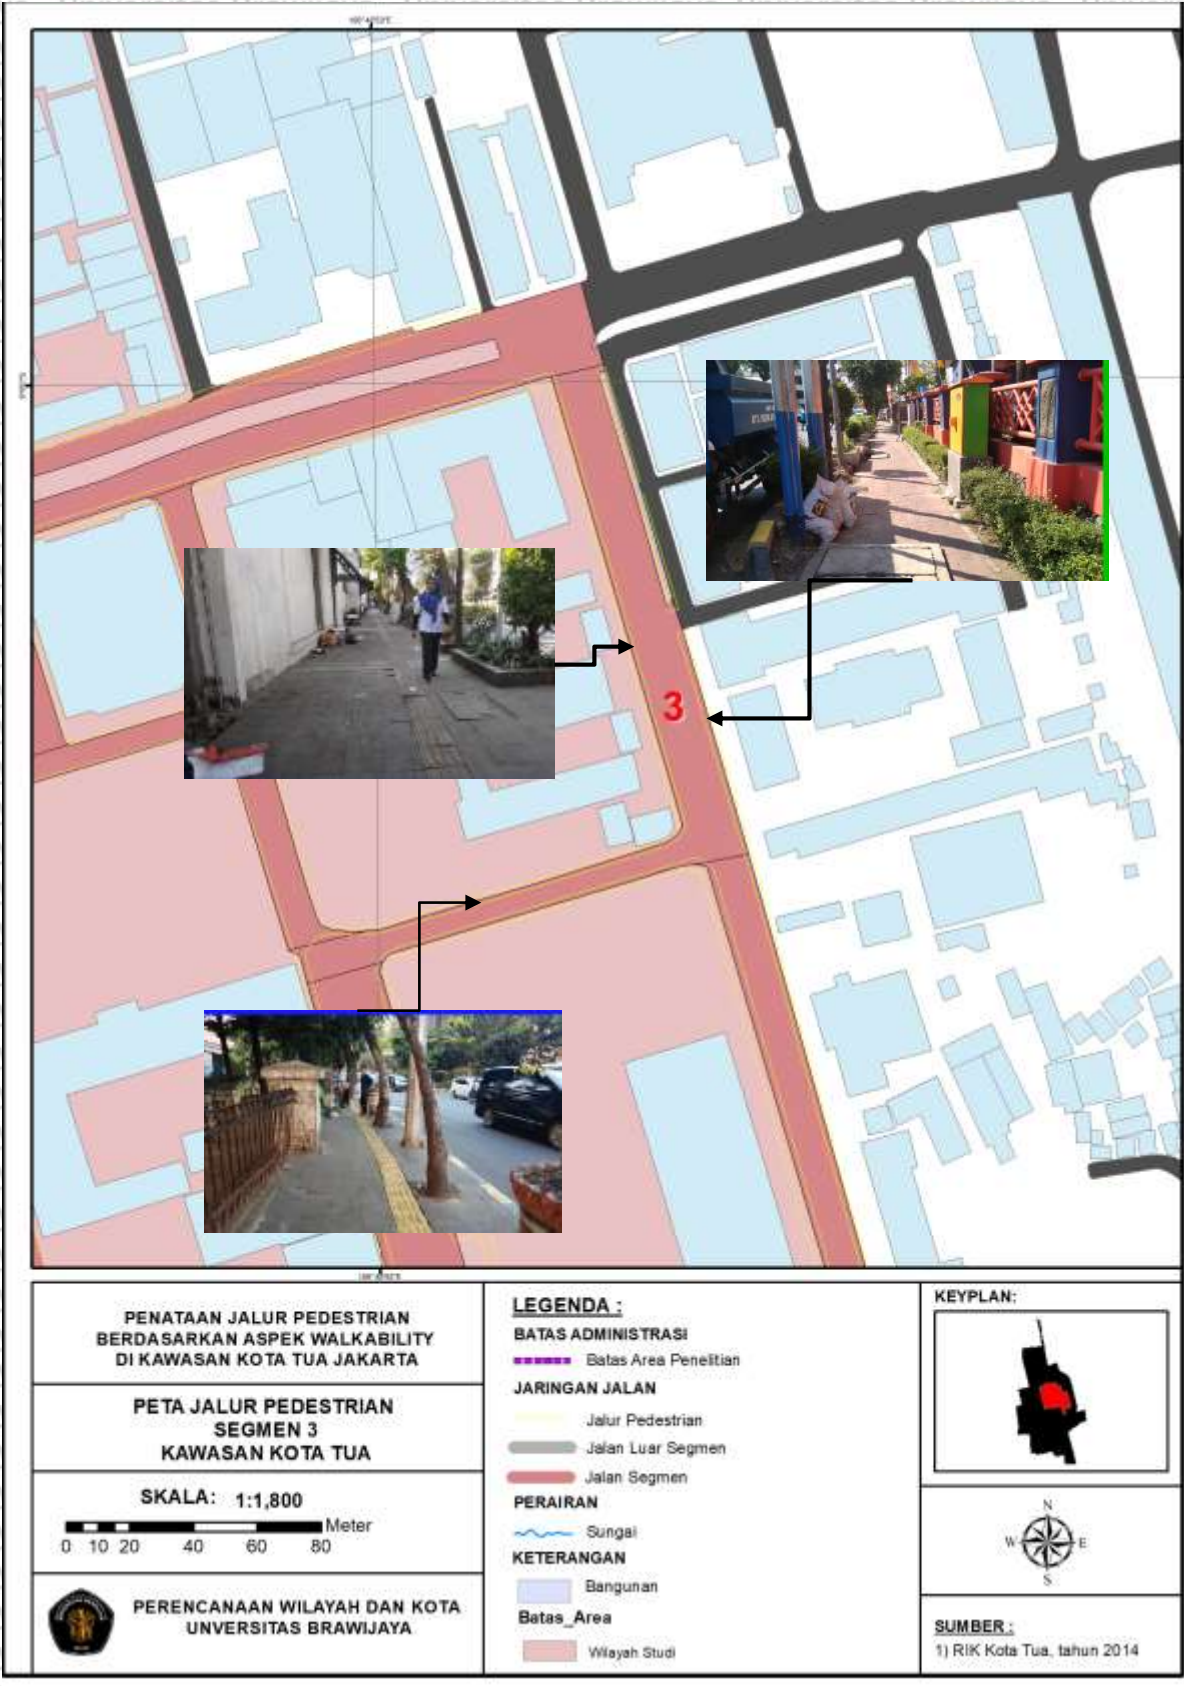 3
PENATAAN JALUR PEDESTRIAN
BERDASARKAN ASPEK WALKABILITY
DI KAWASAN KOTA TUA JAKARTA
PETA JALUR PEDESTRIAN
SEGMEN 3
KAWASAN KOTA TUA
SKALA: 1:1,800
Meter
0 10 20 40 60 80
PERENCANAAN WILAYAH DAN KOTA
UNVERSITAS BRAWIJAYA
LEGENDA :
BATAS ADMINISTRASI
Batas Area Penelitian
JARINGAN JALAN
Jalur Pedestrian
Jalan Luar Segmen
Jalan Segmen
PERAIRAN
Sungai
KETERANGAN
Bangunan
Batas_Area
Wilayah Studi
KEYPLAN:
N
W E
S
SUMBER :
1) RIK Kota Tua, tahun 2014